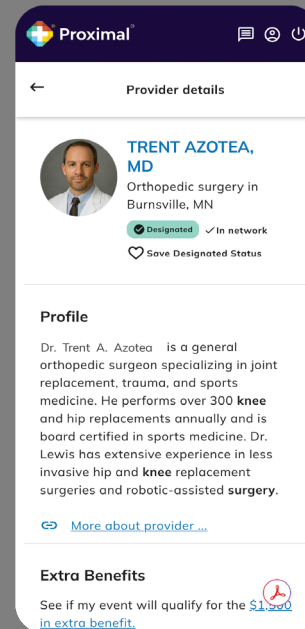 Proximal
Provider details
TRENT AZOTEA,
MD
Orthopedic surgery in
Burnsville, MN
Designated In network
Save Designated Status
Profile
Dr. Trent A. Azotea is a general
orthopedic surgeon specializing in joint
replacement, trauma, and sports
medicine. He performs over 300 knee
and hip replacements annually and is
board certified in sports medicine. Dr.
Lewis has extensive experience in less
invasive hip and knee replacement
surgeries and robotic-assisted surgery.
More about provider ...
Extra Benefits
See if my event will qualify for the $1,500
in extra benefit.